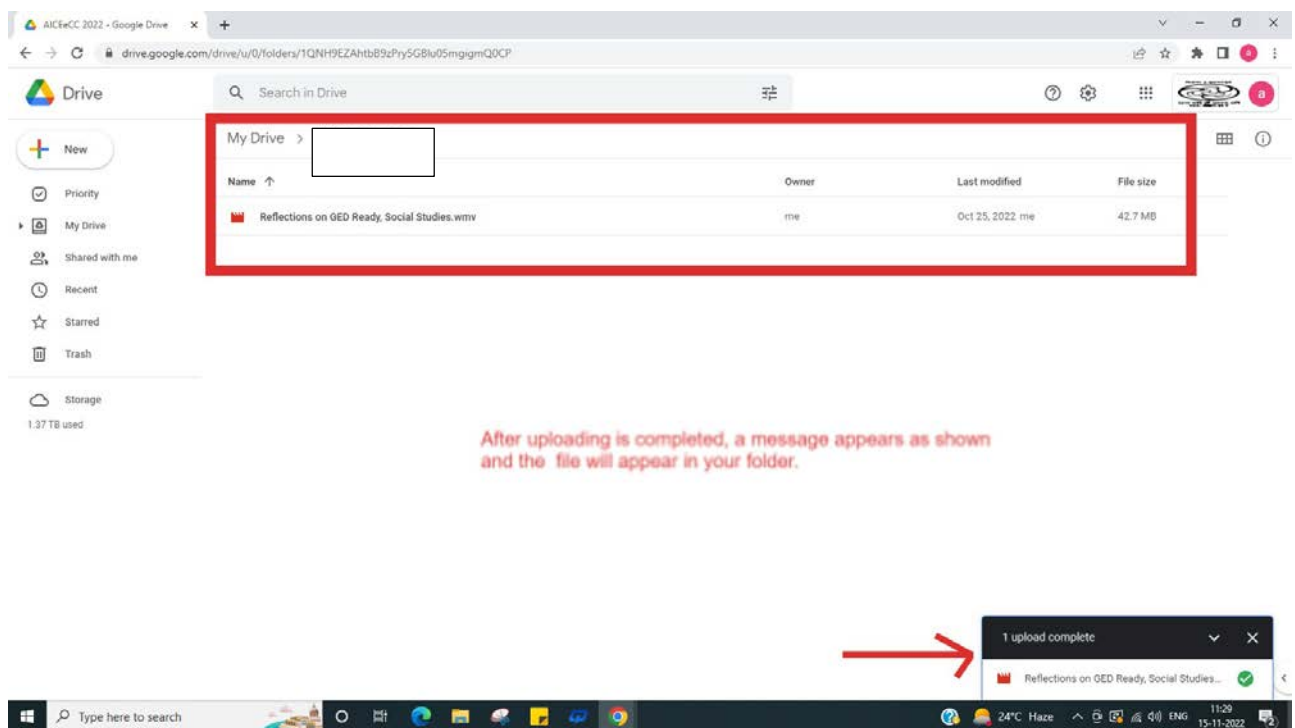 AICEeCC 2022 - Google Drive
drive.google.com/drive/u/0/folders/1QNH9EZAhtbB9zPry5GBlu05mgigmQ0CP
a
Drive
Search in Drive
a
New
My Drive >
Name
Owner
Last modified
File size
Priority
Reflections on GED Ready, Social Studies.wmv
me
Oct 25, 2022 me
42.7 MB
My Drive
Shared with me
Recent
Starred
Trash
Storage
1.37 TB used
After uploading is completed, a message appears as shown
and the file will appear in your folder.
1 upload complete
Reflections on GED Ready, Social Studies...
Type here to search
24°C Haze
ENG
11:29
15-11-2022
2